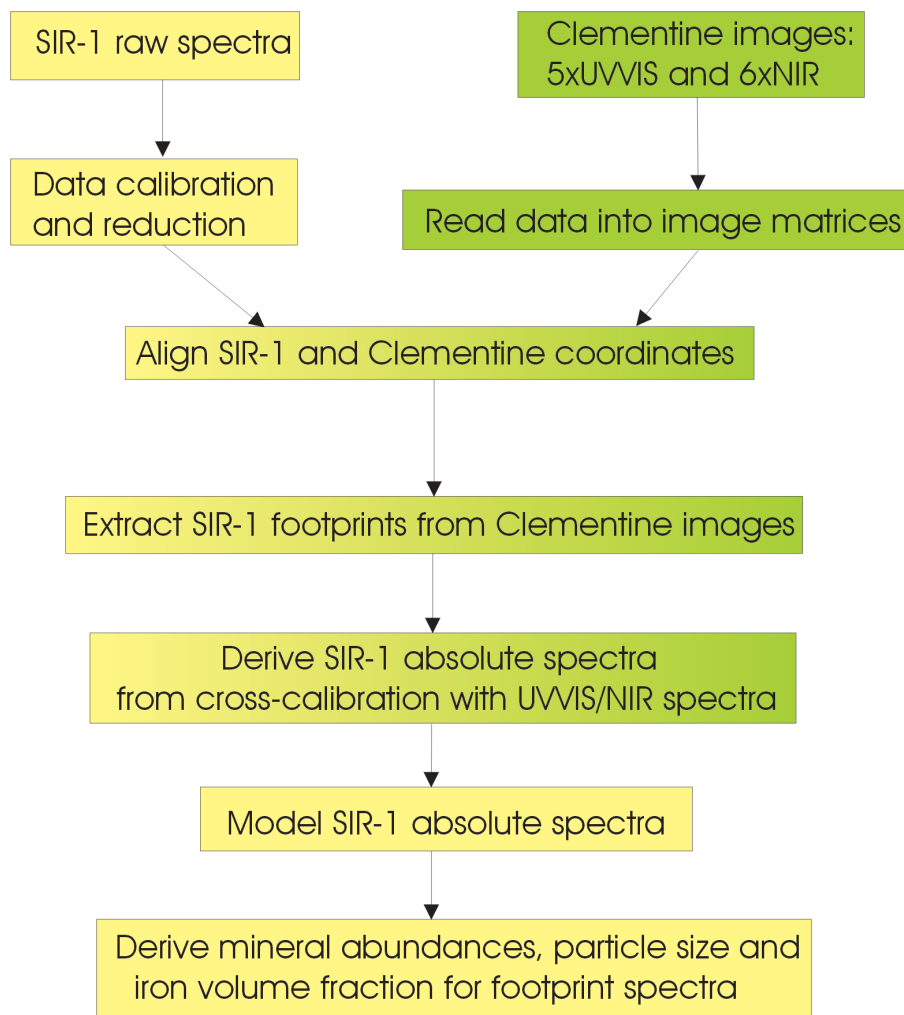 SIR-1 raw spectra
Clementine images:
5xUVVIS and 6xNIR
Data calibration
and reduction
Read data into image matrices
Align SIR-1 and Clementine coordinates
Extract SIR-1 footprints from Clementine images
Derive SIR-1 absolute spectra
from cross-calibration with UVVIS/NIR spectra
Model SIR-1 absolute spectra
Derive mineral abundances, particle size and
iron volume fraction for footprint spectra